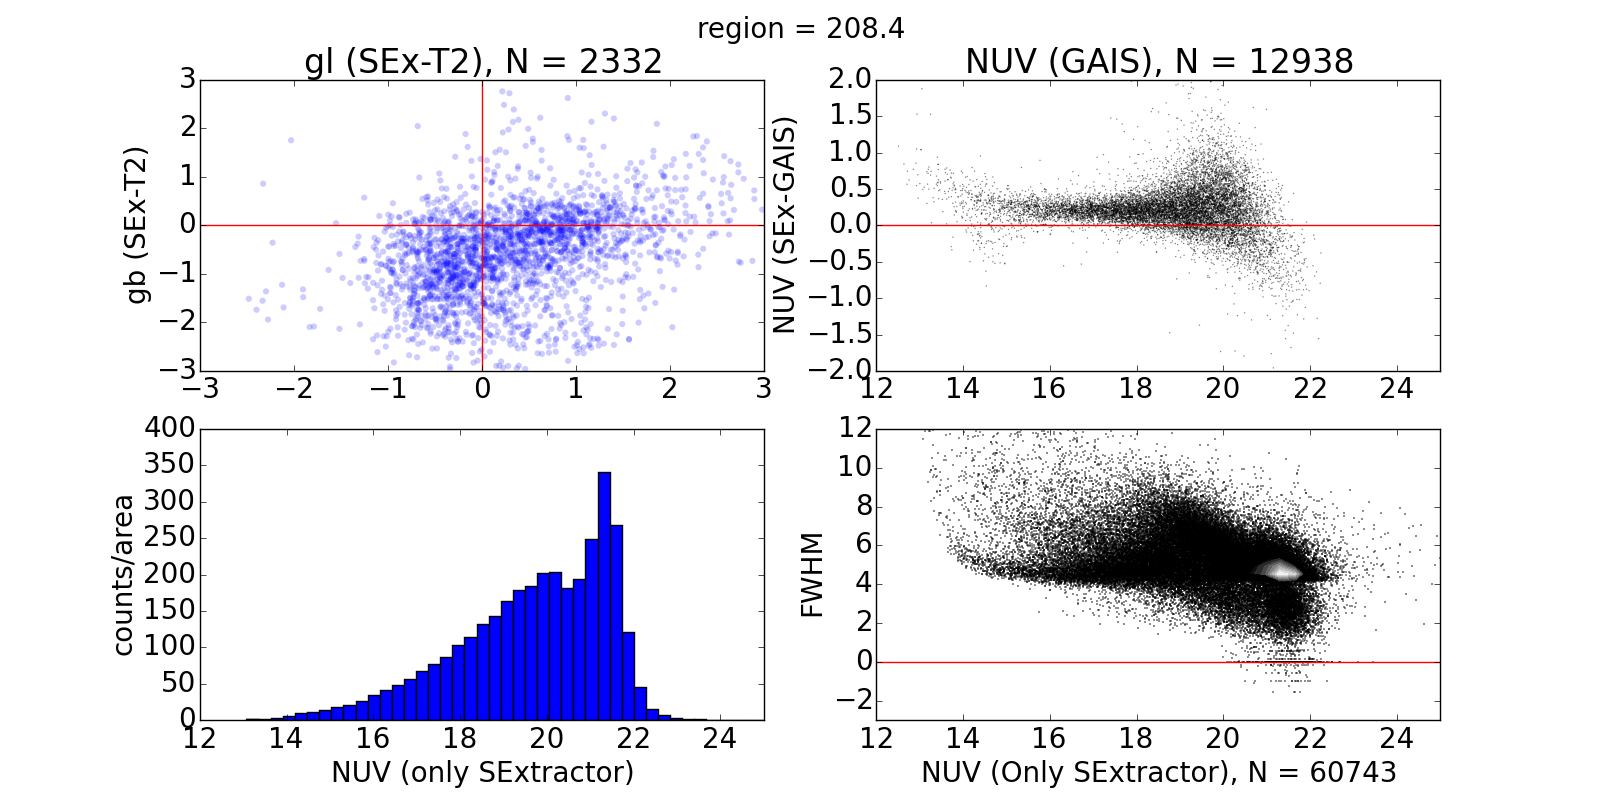 region = 208.4
gl (SEx-T2), N = 2332
NUV (GAIS), N = 12938
gb (SEx-T2)
3
2
1
0
−1
−2
−3
−3 −2 −1 0 1 2 3
NUV (SEx-GAIS)
2.0
1.5
1.0
0.5
0.0
−0.5
−1.0
−1.5
−2.0
12 14 16 18 20 22 24
counts/area
400
350
300
250
200
150
100
50
0
12 14 16 18 20 22 24
NUV (only SExtractor)
FWHM
12
10
8
6
4
2
0
−2
12 14 16 18 20 22 24
NUV (Only SExtractor), N = 60743